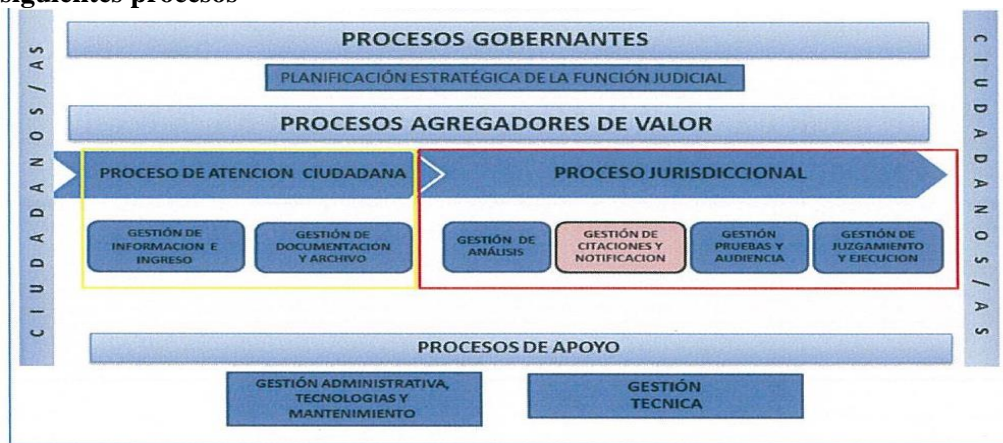 siguientes procesos
CIUDADANOS/AS
PROCESOS GOBERNANTES
PLANIFICACIÓN ESTRATÉGICA DE LA FUNCIÓN JUDICIAL
PROCESOS AGREGADORES DE VALOR
PROCESO DE ATENCION CIUDADANA
PROCESO JURISDICCIONAL
GESTIÓN DE
INFORMACION E
INGRESO
GESTIÓN DE
DOCUMENTACIÓN
Y ARCHIVO
GESTIÓN DE
ANÁLISIS
GESTIÓN DE
CITACIONES Y
NOTIFICACION
GESTIÓN
PRUEBAS Y
AUDIENCIA
GESTIÓN DE
JUZGAMIENTO
Y EJECUCION
PROCESOS DE APOYO
GESTIÓN ADMINISTRATIVA,
TECNOLOGIAS Y
MANTENIMIENTO
GESTIÓN
TECNICA
CIUDADANOS/AS